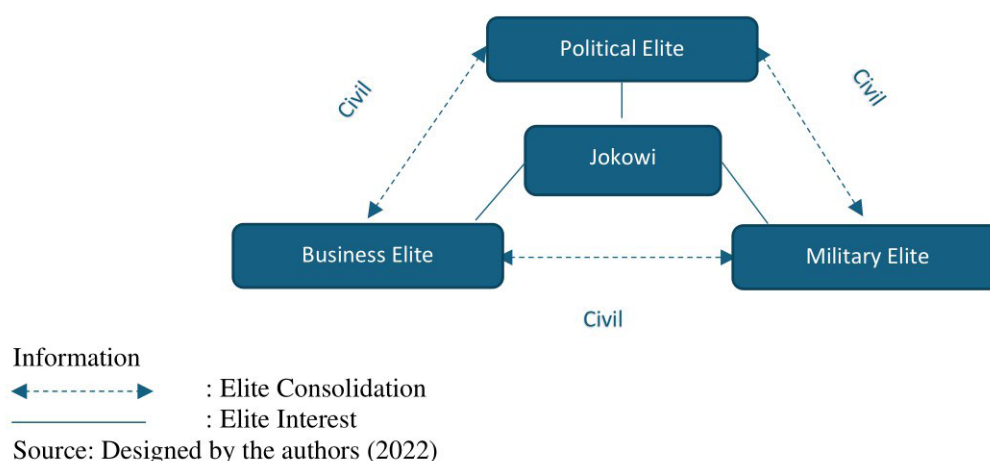 Political Elite
Civil
Civil
Jokowi
Business Elite
Military Elite
Civil
Information
: Elite Consolidation
: Elite Interest
Source: Designed by the authors (2022)